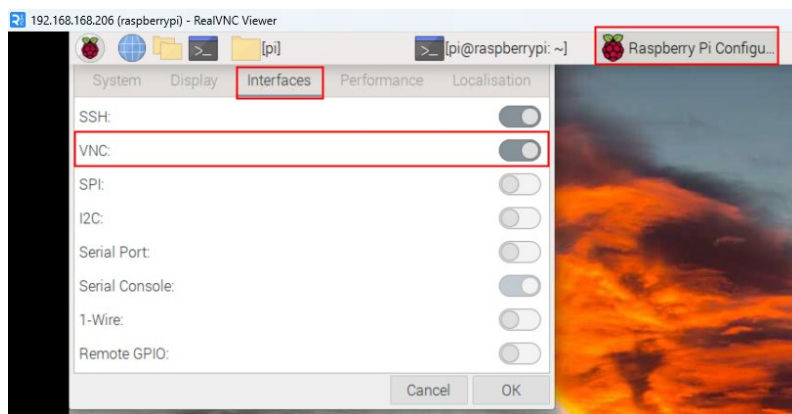 192.168.168.206 (raspberrypi) - RealVNC Viewer
[pi] [pi@raspberrypi: ~] Raspberry Pi Configu...
System Display Interfaces Performance Localisation
SSH:
VNC:
SPI:
I2C:
Serial Port:
Serial Console:
1-Wire:
Remote GPIO:
Cancel OK